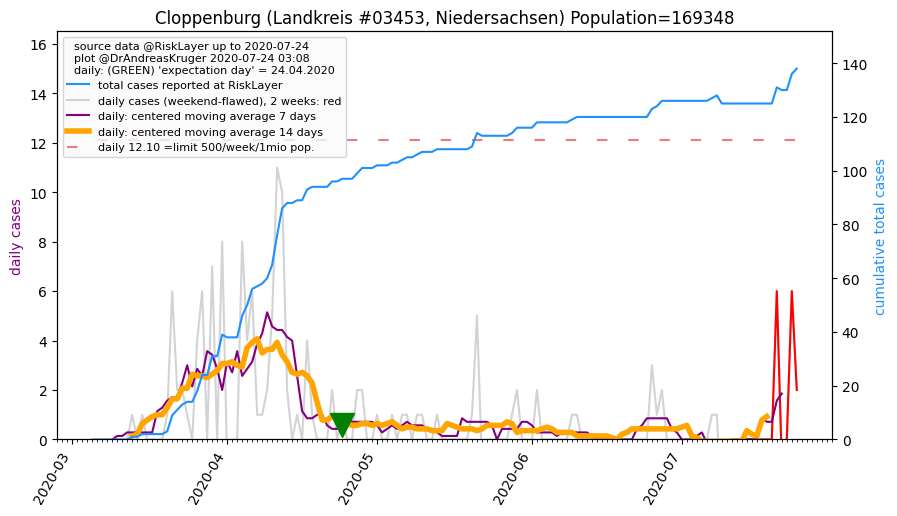 Cloppenburg (Landkreis #03453, Niedersachsen) Population=169348
source data @RiskLayer up to 2020-07-24
plot @DrAndreasKruger 2020-07-24 03:08
daily: (GREEN) 'expectation day' = 24.04.2020
total cases reported at RiskLayer
daily cases (weekend-flawed), 2 weeks: red
daily: centered moving average 7 days
daily: centered moving average 14 days
daily 12.10 =limit 500/week/1mio pop.
daily cases
16
14
12
10
8
6
4
2
0
cumulative total cases
140
120
100
80
60
40
20
0
2020-03
2020-04
2020-05
2020-06
2020-07